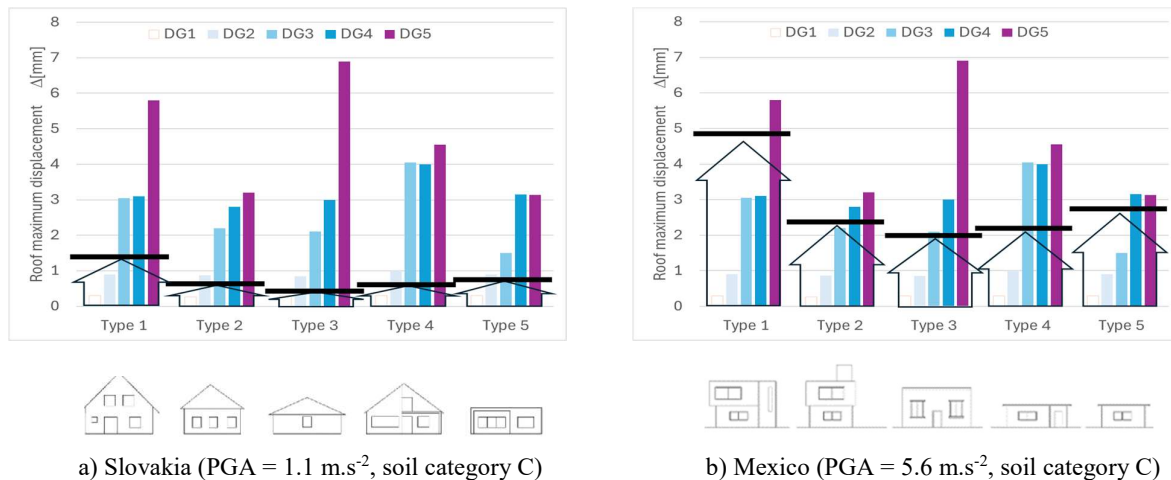 8
DG1 DG2 DG3 DG4 DG5
7
6
5
4
3
2
1
0
Roof maximum displacement Δ[mm]
Type 1 Type 2 Type 3 Type 4 Type 5
a) Slovakia (PGA = 1.1 m.s-2, soil category C)
8
DG1 DG2 DG3 DG4 DG5
7
6
5
4
3
2
1
0
Roof maximum displacement Δ[mm]
Type 1 Type 2 Type 3 Type 4 Type 5
b) Mexico (PGA = 5.6 m.s-2, soil category C)